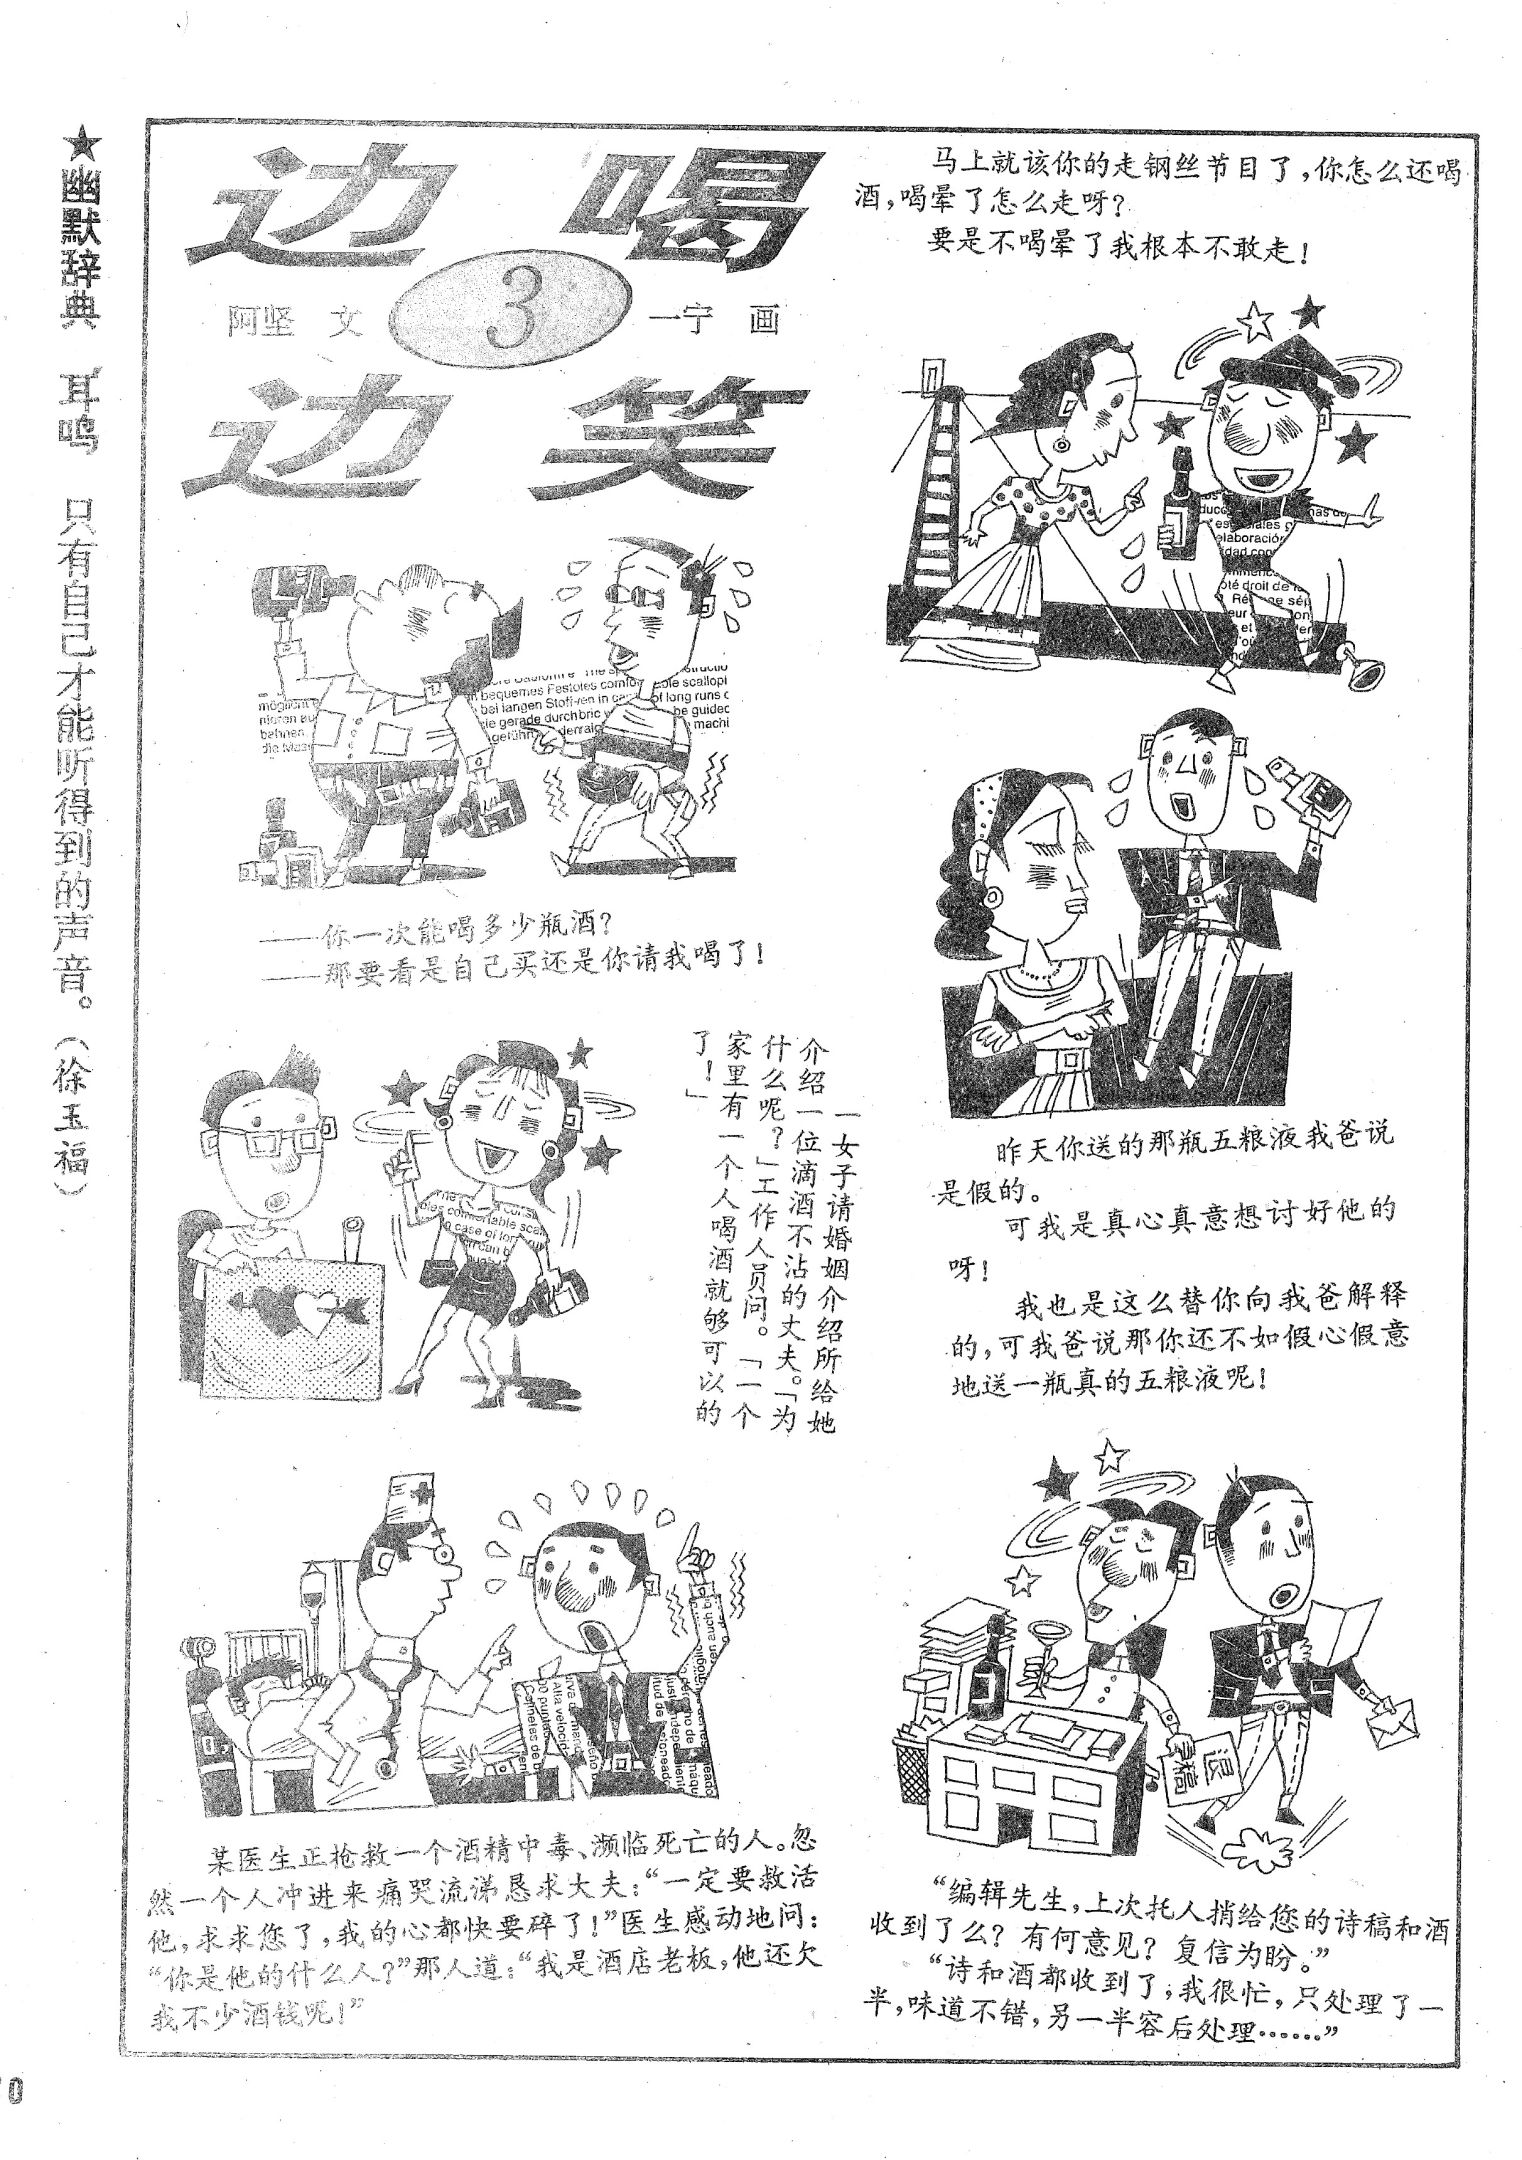 ★幽默辞典　耳鸣　只有自己才能听得到的声音。（徐玉福）
边喝
阿坚 文 3 一宁 画
边笑
——你一次能喝多少瓶酒？
——那要看是自己买还是你请我喝了！
一女子请婚姻介绍所给她
介绍一位滴酒不沾的丈夫。「为
什么呢？」工作人员问。「一个
家里有一个人喝酒就够可以的
了！」
某医生正枪救一个酒精中毒、濒临死亡的人。忽
然一个人冲进来痛哭流涕恳求大夫：“一定要救活
他，求求您了，我的心都快要碎了！”医生感动地问：
“你是他的什么人？”那人道：“我是酒店老板，他还欠
我不少酒钱呢！”
马上就该你的走钢丝节目了，你怎么还喝
酒，喝晕了怎么走呀？
要是不喝晕了我根本不敢走！
昨天你送的那瓶五粮液我爸说
是假的。
可我是真心真意想讨好他的
呀！
我也是这么替你向我爸解释
的，可我爸说那你还不如假心假意
地送一瓶真的五粮液呢！
退稿
“编辑先生，上次托人捎给您的诗稿和酒
收到了么？有何意见？复信为盼。”
“诗和酒都收到了；我很忙，只处理了一
半，味道不错，另一半容后处理……”